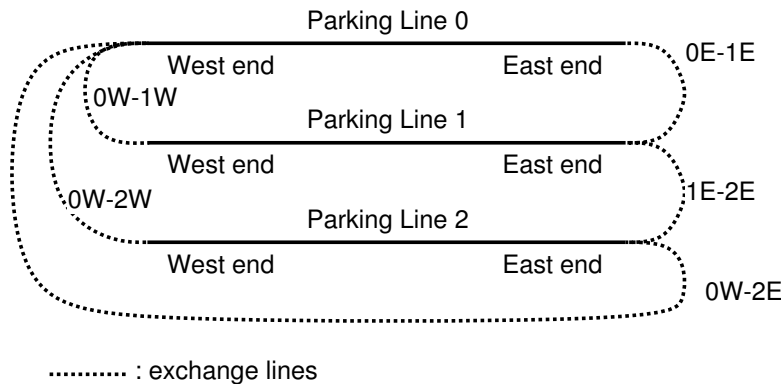 Parking Line 0
West end East end 0E-1E
0W-1W
Parking Line 1
West end East end
0W-2W 1E-2E
Parking Line 2
West end East end
0W-2E
: exchange lines